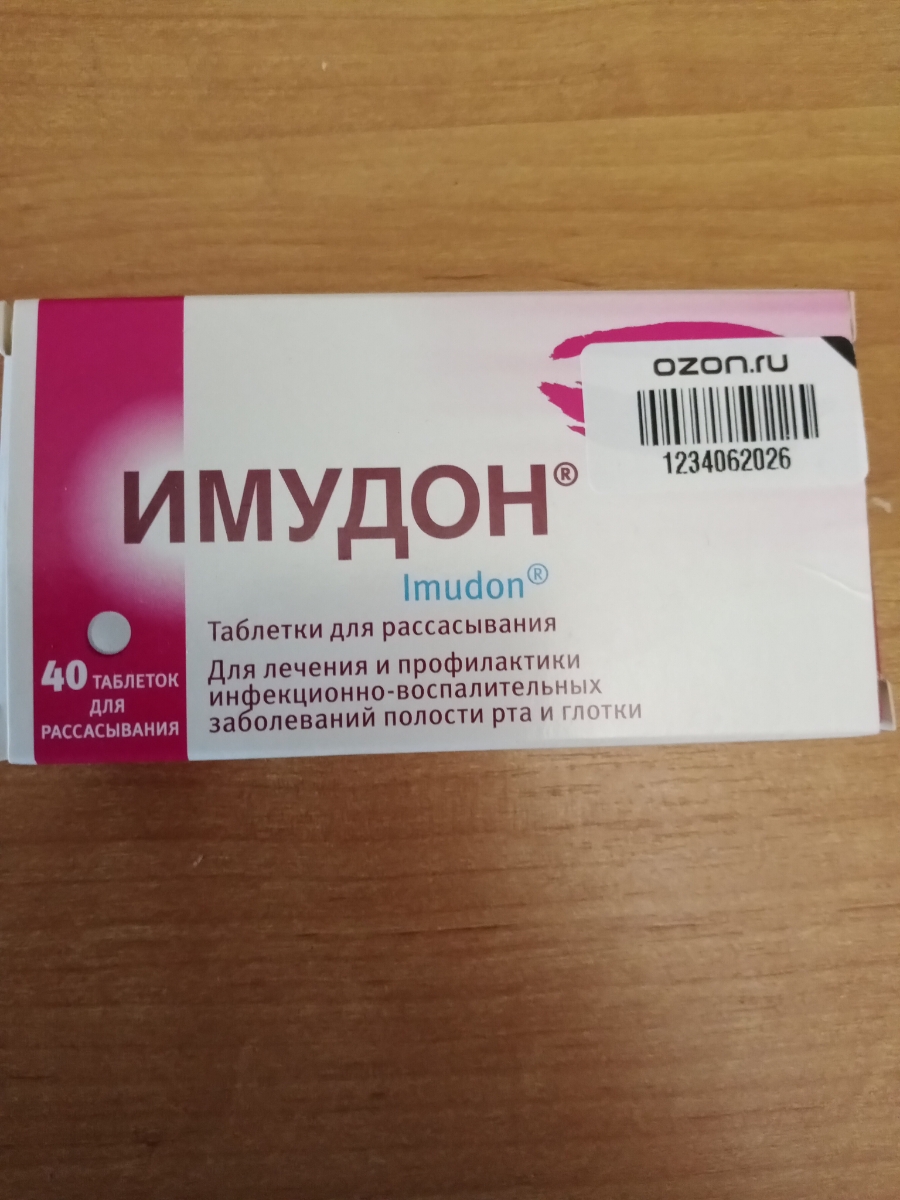 ozon.ru
1234062026
ИМУДОН®
Imudon®
Таблетки для рассасывания
Для лечения и профилактики
инфекционно-воспалительных
заболеваний полости рта и глотки
40 ТАБЛЕТОК
ДЛЯ
РАССАСЫВАНИЯ